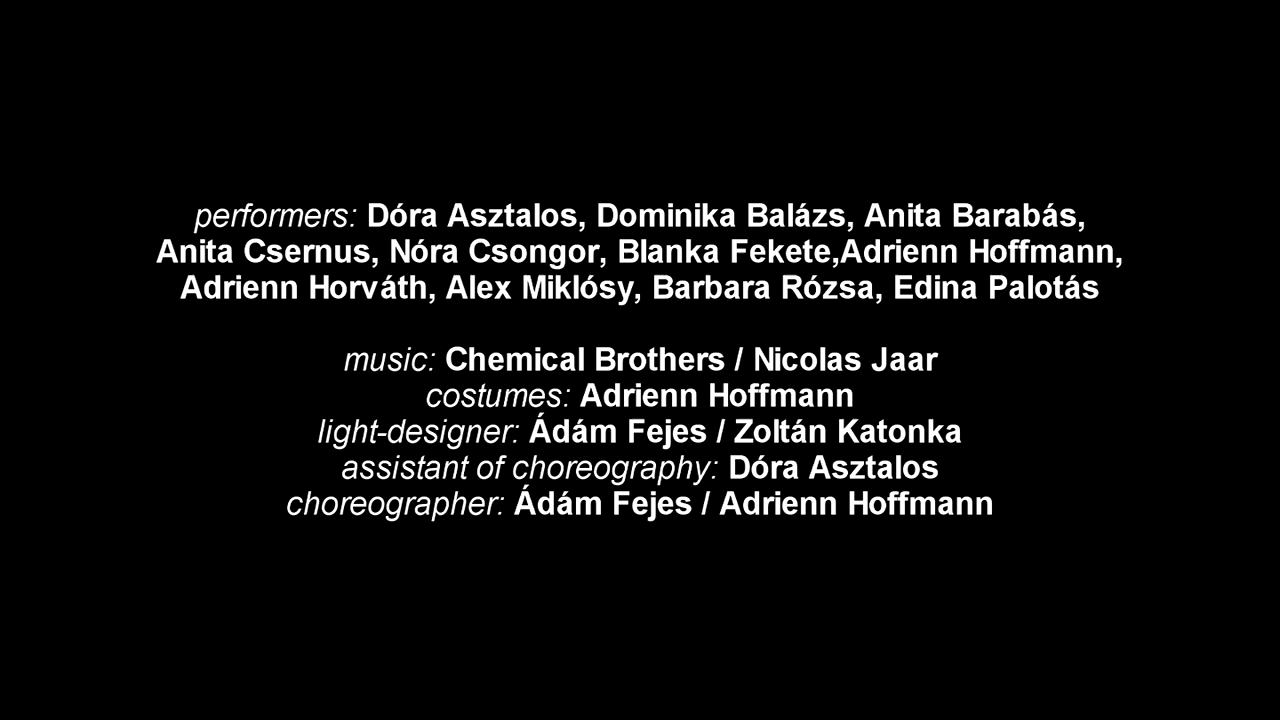 performers: Dóra Asztalos, Dominika Balázs, Anita Barabás,
Anita Csernus, Nóra Csongor, Blanka Fekete,Adrienn Hoffmann,
Adrienn Horváth, Alex Miklósy, Barbara Rózsa, Edina Palotás
music: Chemical Brothers / Nicolas Jaar
costumes: Adrienn Hoffmann
light-designer: Ádám Fejes / Zoltán Katonka
assistant of choreography: Dóra Asztalos
choreographer: Ádám Fejes / Adrienn Hoffmann